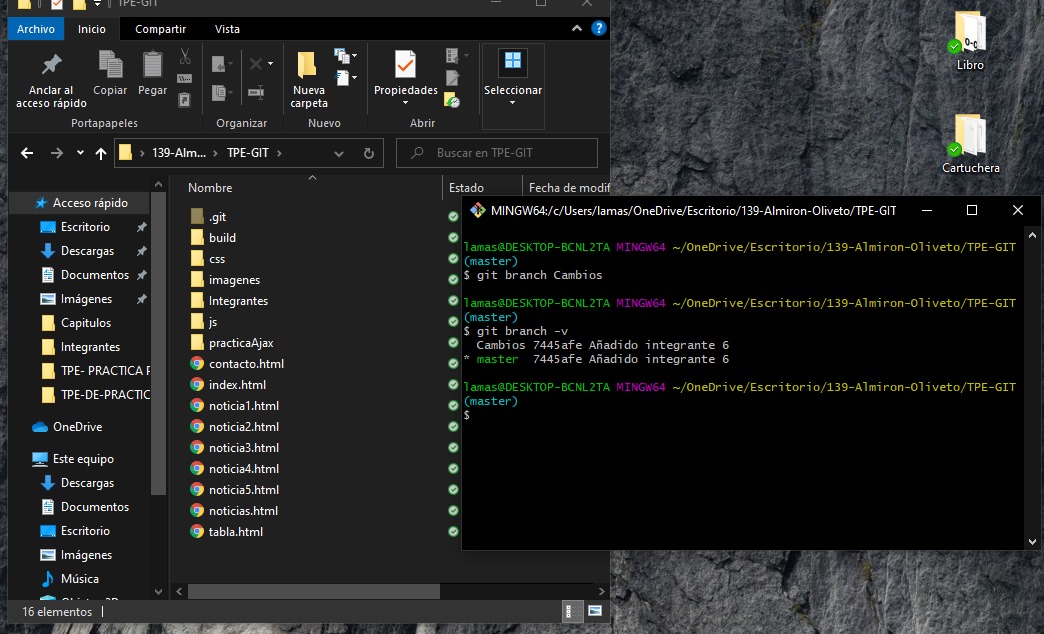 TPE-GIT
Archivo Inicio Compartir Vista
Anclar al acceso rápido
Copiar
Pegar
Nueva carpeta
Propiedades
Seleccionar
Portapapeles Organizar Nuevo Abrir
139-Alm... TPE-GIT
Buscar en TPE-GIT
Nombre Estado Fecha de modif
Acceso rápido
Escritorio
Descargas
Documentos
Imágenes
Capitulos
Integrantes
TPE- PRACTICA
TPE-DE-PRACTIC
OneDrive
Este equipo
Descargas
Documentos
Escritorio
Imágenes
Música
.git
build
css
imagenes
Integrantes
js
practicaAjax
contacto.html
index.html
noticia1.html
noticia2.html
noticia3.html
noticia4.html
noticia5.html
noticias.html
tabla.html
16 elementos
MINGW64:/c/Users/lamas/OneDrive/Escritorio/139-Almiron-Oliveto/TPE-GIT
lamas@DESKTOP-BCNL2TA MINGW64 ~/OneDrive/Escritorio/139-Almiron-Oliveto/TPE-GIT
(master)
$ git branch Cambios
lamas@DESKTOP-BCNL2TA MINGW64 ~/OneDrive/Escritorio/139-Almiron-Oliveto/TPE-GIT
(master)
$ git branch -v
Cambios 7445afe Añadido integrante 6
* master 7445afe Añadido integrante 6
lamas@DESKTOP-BCNL2TA MINGW64 ~/OneDrive/Escritorio/139-Almiron-Oliveto/TPE-GIT
(master)
$
Libro
Cartuchera